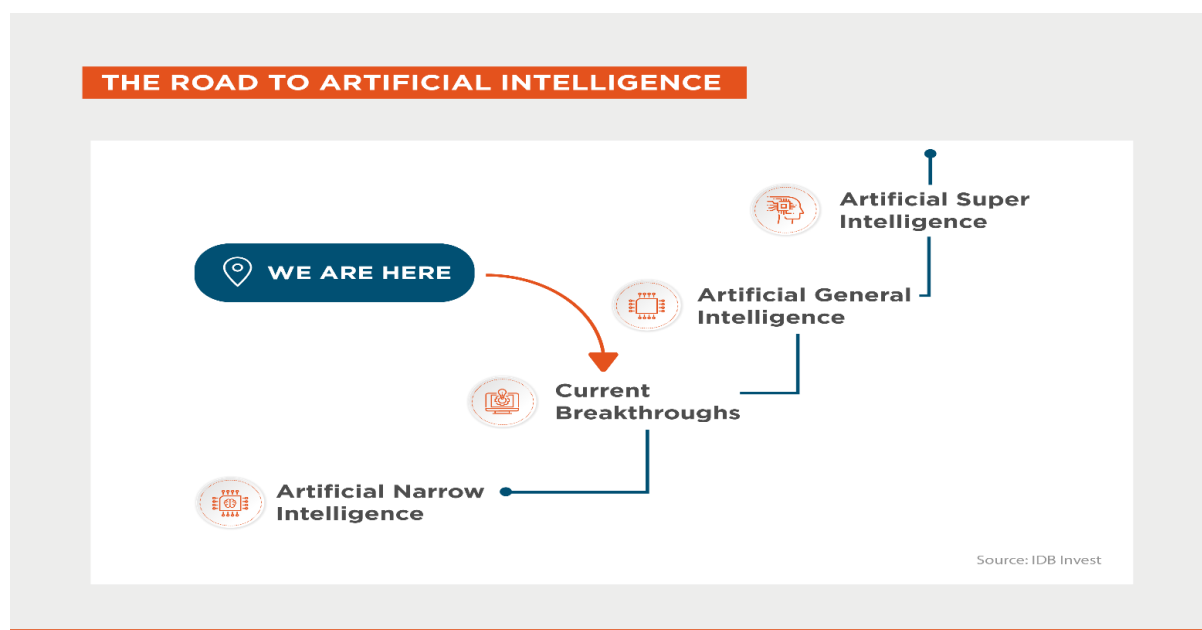 THE ROAD TO ARTIFICIAL INTELLIGENCE
Artificial Super
Intelligence
WE ARE HERE
Artificial General
Intelligence
Current
Breakthroughs
Artificial Narrow
Intelligence
Source: IDB Invest